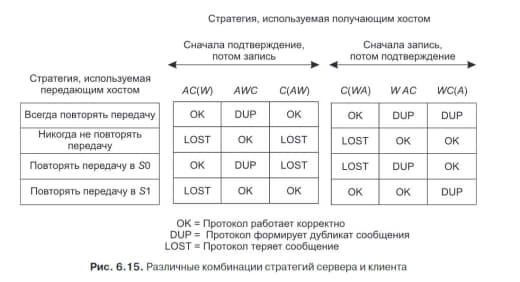 Стратегия, используемая получающим хостом
Сначала подтверждение, потом запись
Сначала запись, потом подтверждение
Стратегия, используемая передающим хостом
AC(W) AWC C(AW) C(WA) W AC WC(A)
Всегда повторять передачу OK DUP OK OK DUP DUP
Никогда не повторять передачу LOST OK LOST LOST OK OK
Повторять передачу в S0 OK DUP LOST LOST DUP OK
Повторять передачу в S1 LOST OK OK OK OK DUP
OK = Протокол работает корректно
DUP = Протокол формирует дубликат сообщения
LOST = Протокол теряет сообщение
Рис. 6.15. Различные комбинации стратегий сервера и клиента